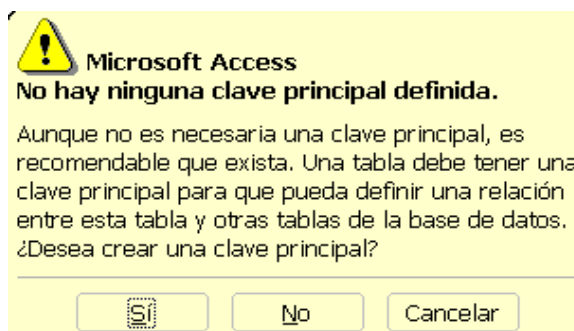 Microsoft Access
No hay ninguna clave principal definida.
Aunque no es necesaria una clave principal, es
recomendable que exista. Una tabla debe tener una
clave principal para que pueda definir una relación
entre esta tabla y otras tablas de la base de datos.
¿Desea crear una clave principal?
Sí No Cancelar